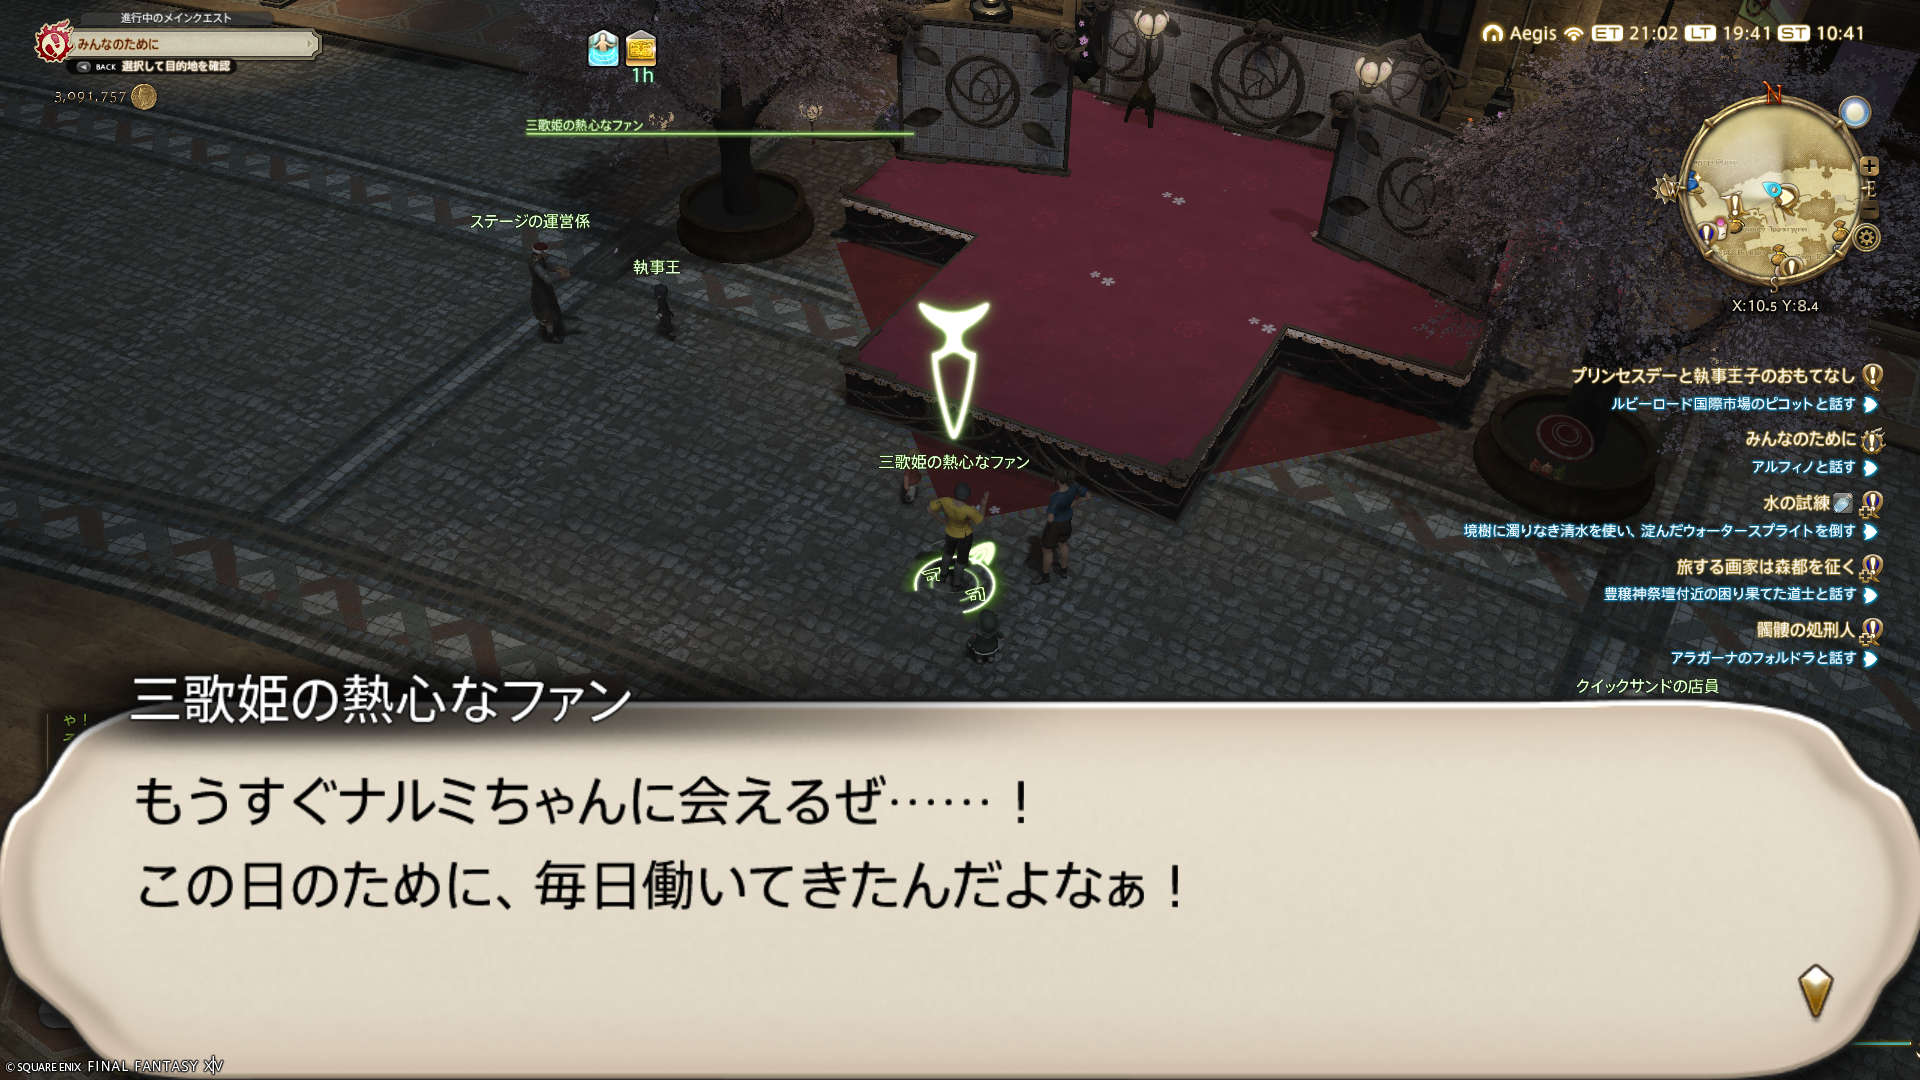 進行中のメインクエスト
みんなのために
BACK 選択して目的地を確認
3,091,757
1h
三歌姫の熱心なファン
Aegis ET 21:02 LT 19:41 ST 10:41
N
E
S
W
X:10.5 Y:8.4
ステージの運営係
執事王
三歌姫の熱心なファン
プリンセスデーと執事王子のおもてなし
ルビーロード国際市場のピコットと話す
みんなのために
アルフィノと話す
水の試練
境樹に濁りなき清水を使い、淀んだウォータースプライトを倒す
旅する画家は森都を征く
豊穣神祭壇付近の困り果てた道士と話す
髑髏の処刑人
アラガーナのフォルドラと話す
クイックサンドの店員
三歌姫の熱心なファン
や！
もうすぐナルミちゃんに会えるぜ……！
この日のために、毎日働いてきたんだよなぁ！
© SQUARE ENIX FINAL FANTASY XIV